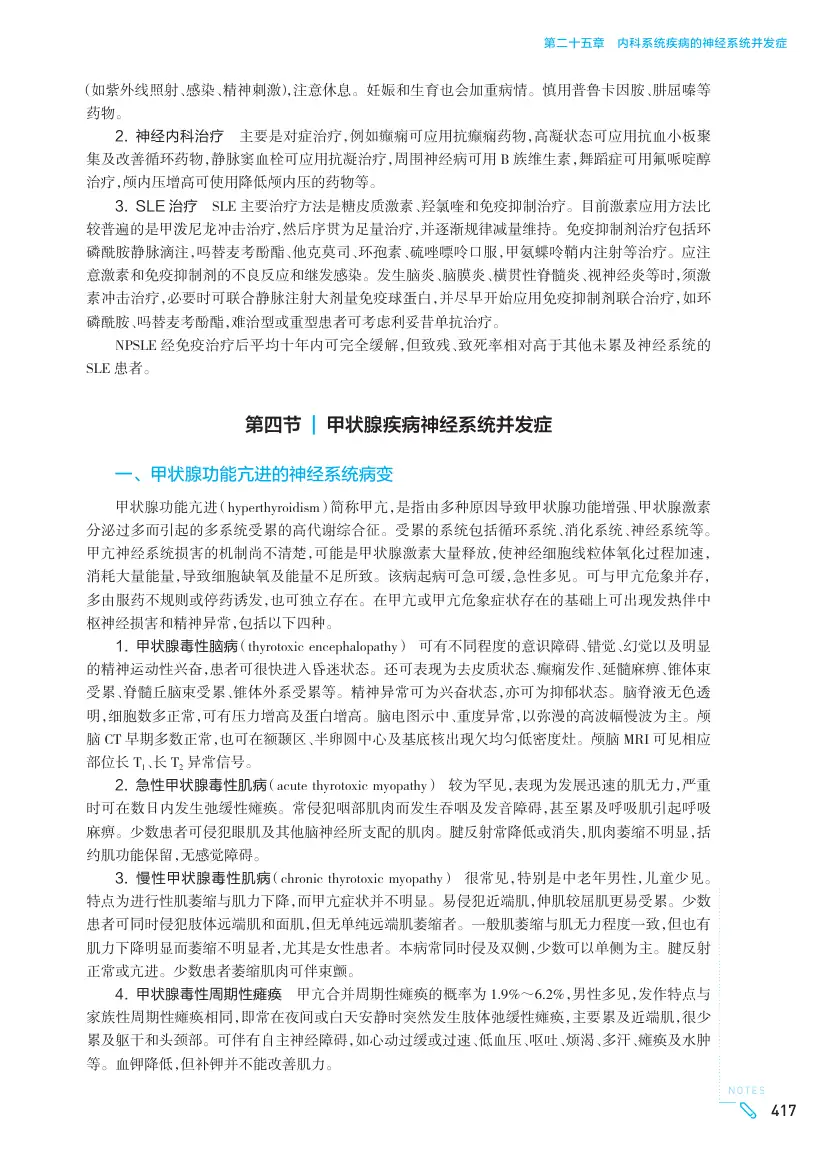 第二十五章 内科系统疾病的神经系统并发症
(如紫外线照射、感染、精神刺激),注意休息。妊娠和生育也会加重病情。慎用普鲁卡因胺、肼屈嗪等
药物。
2. 神经内科治疗 主要是对症治疗,例如癫痫可应用抗癫痫药物,高凝状态可应用抗血小板聚
集及改善循环药物,静脉窦血栓可应用抗凝治疗,周围神经病可用 B 族维生素,舞蹈症可用氟哌啶醇
治疗,颅内压增高可使用降低颅内压的药物等。
3. SLE 治疗 SLE 主要治疗方法是糖皮质激素、羟氯喹和免疫抑制治疗。目前激素应用方法比
较普遍的是甲泼尼龙冲击治疗,然后序贯为足量治疗,并逐渐规律减量维持。免疫抑制剂治疗包括环
磷酰胺静脉滴注,吗替麦考酚酯、他克莫司、环孢素、硫唑嘌呤口服,甲氨蝶呤鞘内注射等治疗。应注
意激素和免疫抑制剂的不良反应和继发感染。发生脑炎、脑膜炎、横贯性脊髓炎、视神经炎等时,须激
素冲击治疗,必要时可联合静脉注射大剂量免疫球蛋白,并尽早开始应用免疫抑制剂联合治疗,如环
磷酰胺、吗替麦考酚酯,难治型或重型患者可考虑利妥昔单抗治疗。
NPSLE 经免疫治疗后平均十年内可完全缓解,但致残、致死率相对高于其他未累及神经系统的
SLE 患者。
第四节 | 甲状腺疾病神经系统并发症
一、甲状腺功能亢进的神经系统病变
甲状腺功能亢进(hyperthyroidism)简称甲亢,是指由多种原因导致甲状腺功能增强、甲状腺激素
分泌过多而引起的多系统受累的高代谢综合征。受累的系统包括循环系统、消化系统、神经系统等。
甲亢神经系统损害的机制尚不清楚,可能是甲状腺激素大量释放,使神经细胞线粒体氧化过程加速,
消耗大量能量,导致细胞缺氧及能量不足所致。该病起病可急可缓,急性多见。可与甲亢危象并存,
多由服药不规则或停药诱发,也可独立存在。在甲亢或甲亢危象症状存在的基础上可出现发热伴中
枢神经损害和精神异常,包括以下四种。
1. 甲状腺毒性脑病(thyrotoxic encephalopathy) 可有不同程度的意识障碍、错觉、幻觉以及明显
的精神运动性兴奋,患者可很快进入昏迷状态。还可表现为去皮质状态、癫痫发作、延髓麻痹、锥体束
受累、脊髓丘脑束受累、锥体外系受累等。精神异常可为兴奋状态,亦可为抑郁状态。脑脊液无色透
明,细胞数多正常,可有压力增高及蛋白增高。脑电图示中、重度异常,以弥漫的高波幅慢波为主。颅
脑 CT 早期多数正常,也可在额颞区、半卵圆中心及基底核出现欠均匀低密度灶。颅脑 MRI 可见相应
部位长 T₁、长 T₂ 异常信号。
2. 急性甲状腺毒性肌病(acute thyrotoxic myopathy) 较为罕见,表现为发展迅速的肌无力,严重
时可在数日内发生弛缓性瘫痪。常侵犯咽部肌肉而发生吞咽及发音障碍,甚至累及呼吸肌引起呼吸
麻痹。少数患者可侵犯眼肌及其他脑神经所支配的肌肉。腱反射常降低或消失,肌肉萎缩不明显,括
约肌功能保留,无感觉障碍。
3. 慢性甲状腺毒性肌病(chronic thyrotoxic myopathy) 很常见,特别是中老年男性,儿童少见。
特点为进行性肌萎缩与肌力下降,而甲亢症状并不明显。易侵犯近端肌,伸肌较屈肌更易受累。少数
患者可同时侵犯肢体远端肌和面肌,但无单纯远端肌萎缩者。一般肌萎缩与肌无力程度一致,但也有
肌力下降明显而萎缩不明显者,尤其是女性患者。本病常同时侵及双侧,少数可以单侧为主。腱反射
正常或亢进。少数患者萎缩肌肉可伴束颤。
4. 甲状腺毒性周期性瘫痪 甲亢合并周期性瘫痪的概率为 1.9%～6.2%,男性多见,发作特点与
家族性周期性瘫痪相同,即常在夜间或白天安静时突然发生肢体弛缓性瘫痪,主要累及近端肌,很少
累及躯干和头颈部。可伴有自主神经障碍,如心动过缓或过速、低血压、呕吐、烦渴、多汗、瘫痪及水肿
等。血钾降低,但补钾并不能改善肌力。
NOTES
417